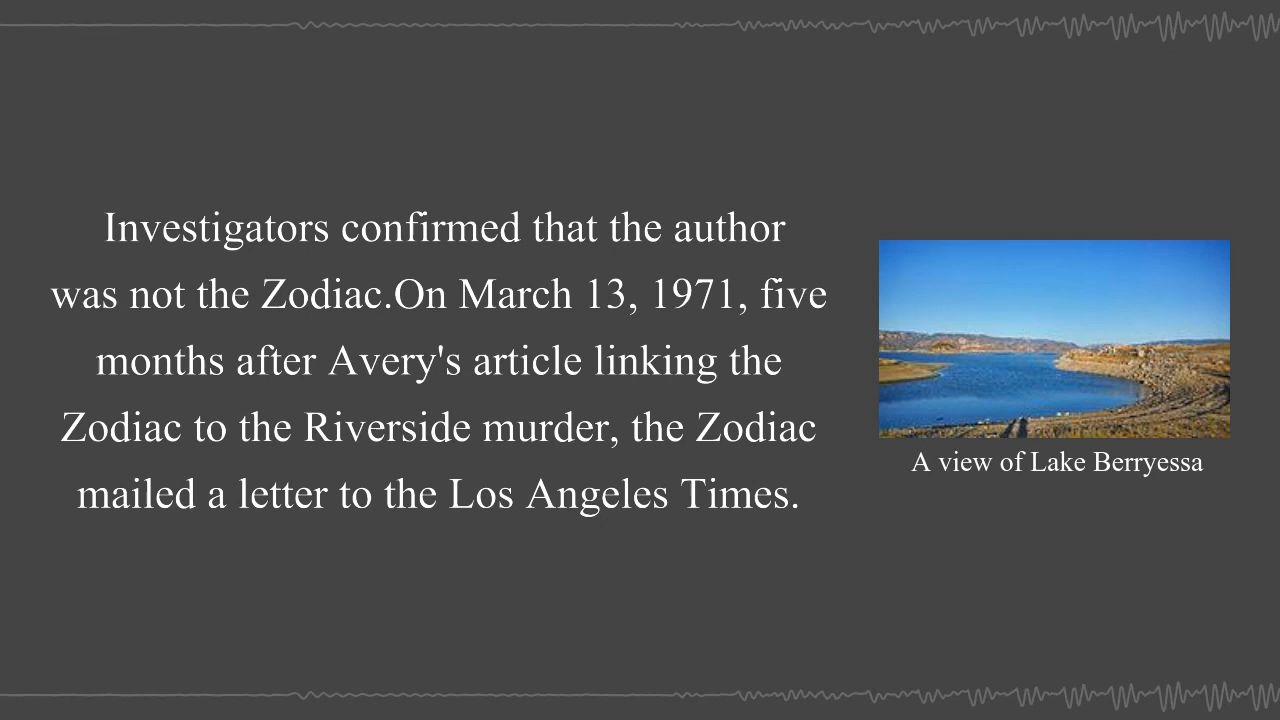 Investigators confirmed that the author
was not the Zodiac.On March 13, 1971, five
months after Avery's article linking the
Zodiac to the Riverside murder, the Zodiac
mailed a letter to the Los Angeles Times.
A view of Lake Berryessa